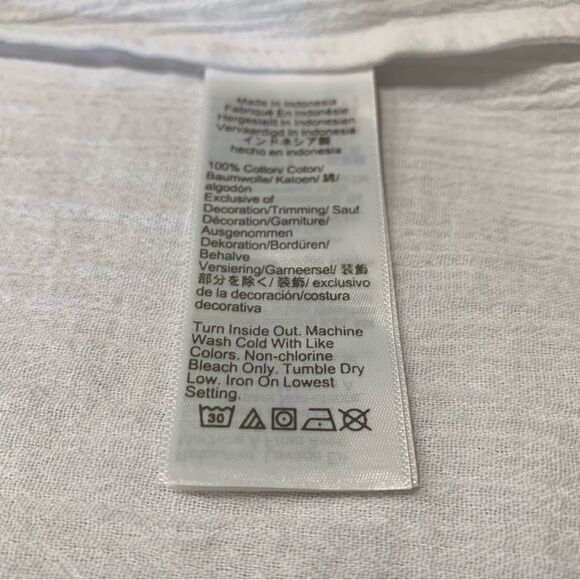 Made In Indonesia
Fabriqué En Indonésie
Hergestellt In Indonesien
Vervaardigd In Indonesië
インドネシア製
hecho en indonesia
100% Cotton/ Coton/
Baumwolle/ Katoen/ 綿/
algodón
Exclusive of
Decoration/Trimming/ Sauf
Décoration/Garniture/
Ausgenommen
Dekoration/Bordüren/
Behalve
Versiering/Garneersel/ 装飾
部分を除く/ 装飾/ exclusivo
de la decoración/costura
decorativa
Turn Inside Out. Machine
Wash Cold With Like
Colors. Non-chlorine
Bleach Only. Tumble Dry
Low. Iron On Lowest
Setting.
30